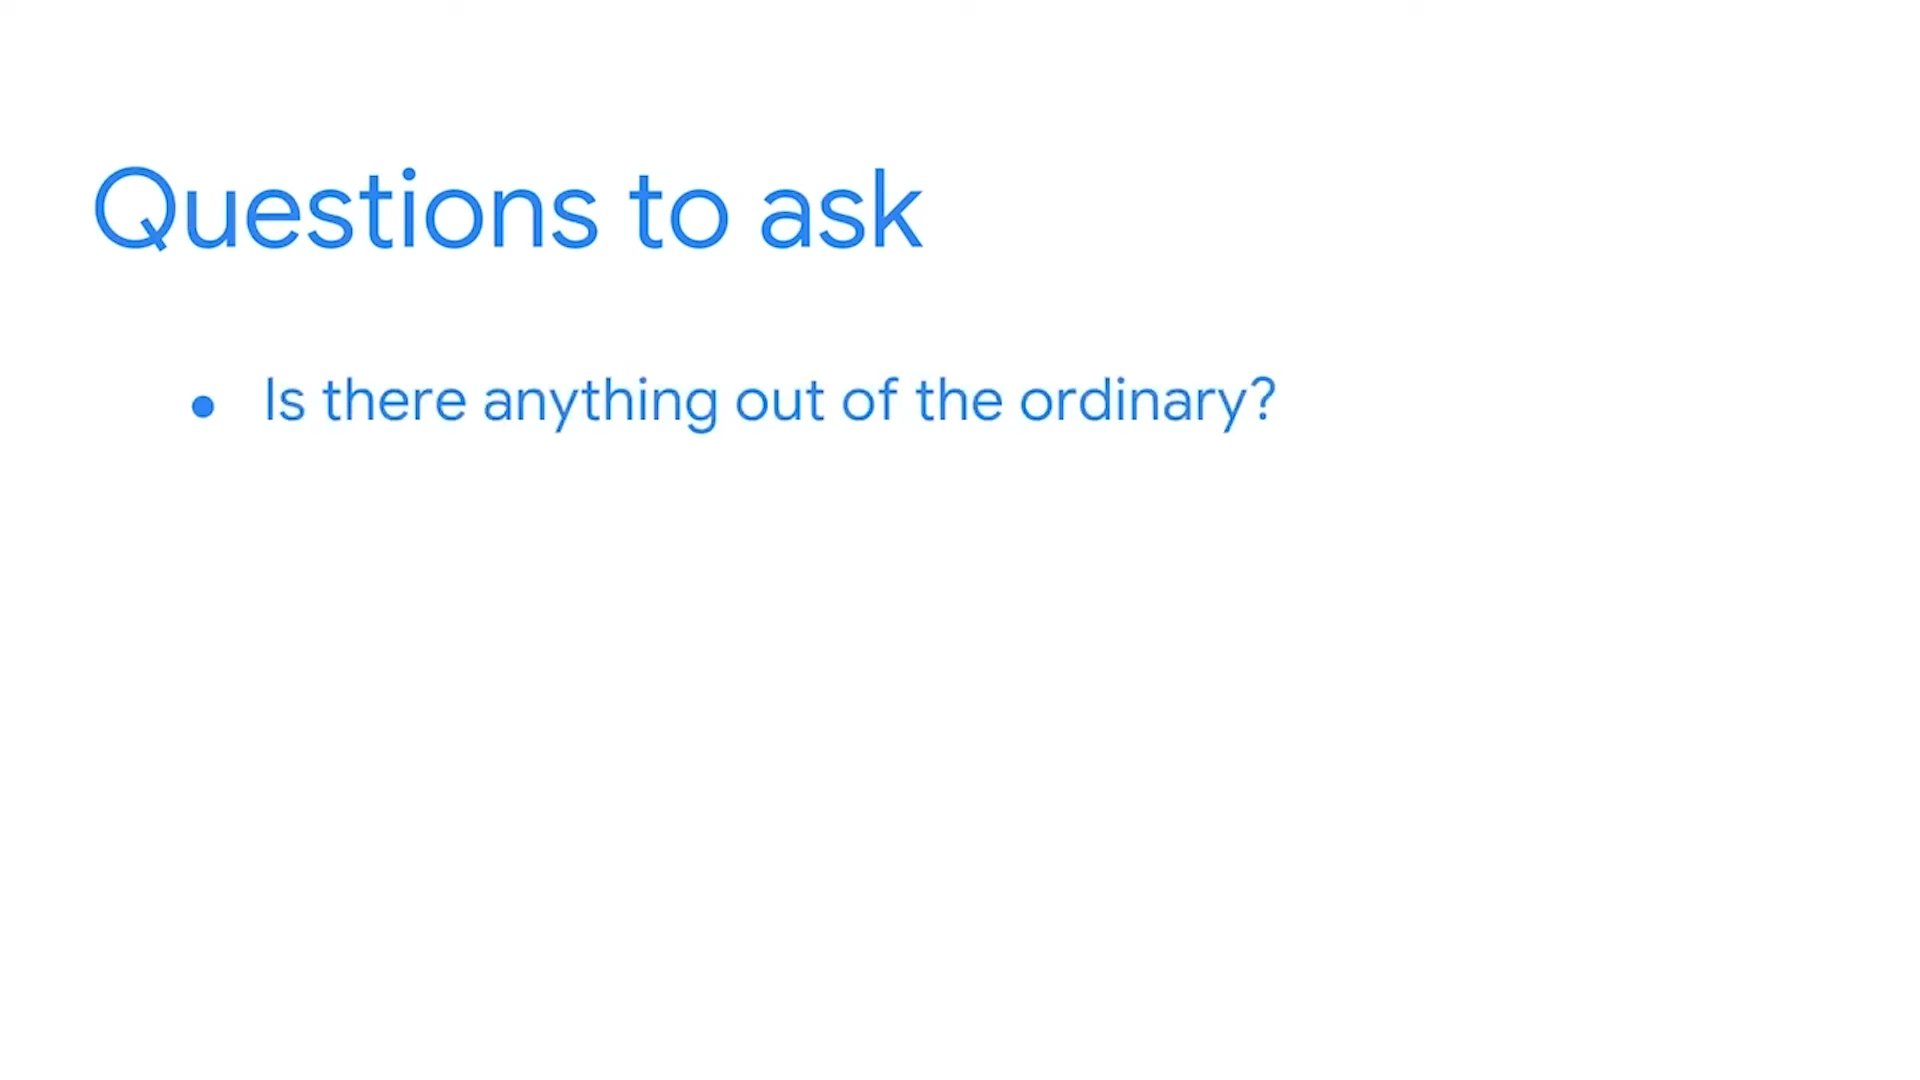 Questions to ask
● Is there anything out of the ordinary?